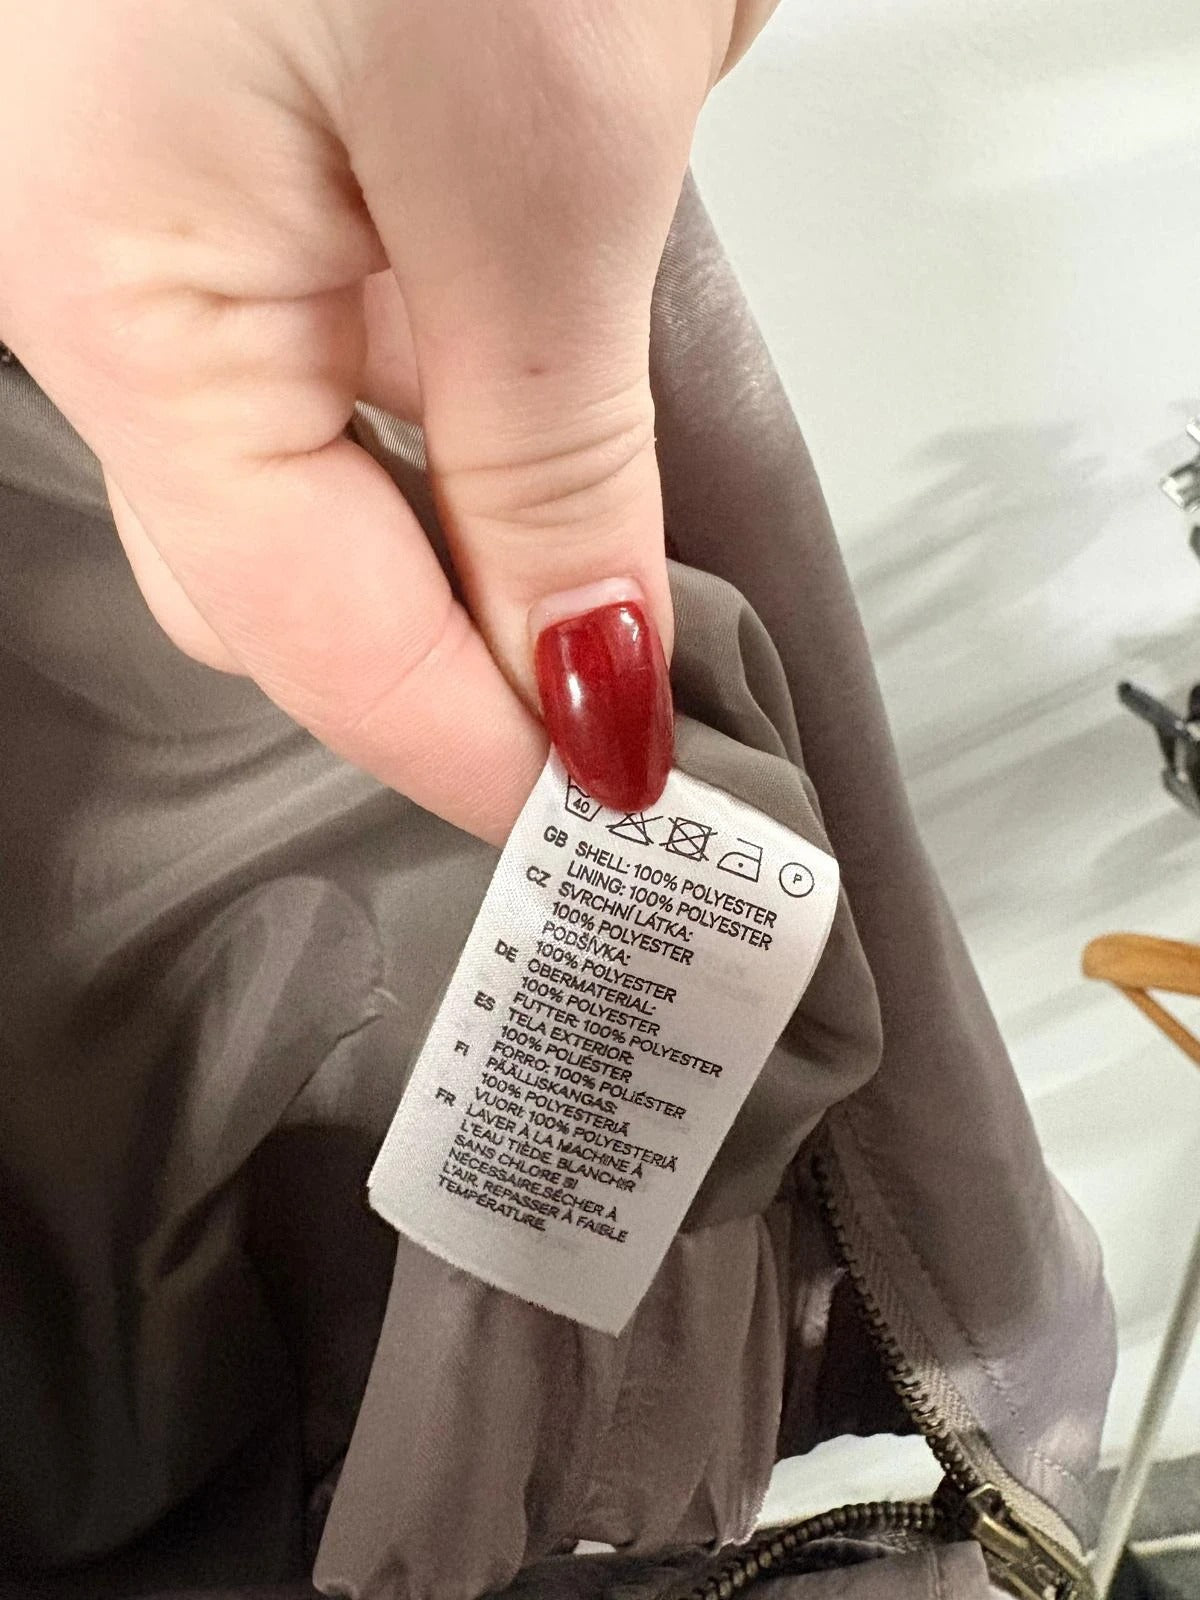 40
P
GB SHELL: 100% POLYESTER
LINING: 100% POLYESTER
CZ SVRCHNÍ LÁTKA:
100% POLYESTER
PODŠÍVKA:
100% POLYESTER
DE OBERMATERIAL:
100% POLYESTER
FUTTER: 100% POLYESTER
ES TELA EXTERIOR:
100% POLIÉSTER
FORRO: 100% POLIÉSTER
FI PÄÄLLISKANGAS:
100% POLYESTERIÄ
VUORI: 100% POLYESTERIÄ
FR LAVER À LA MACHINE À
L'EAU TIÈDE. BLANCHIR
SANS CHLORE SI
NÉCESSAIRE.SÉCHER À
L'AIR. REPASSER À FAIBLE
TEMPÉRATURE.